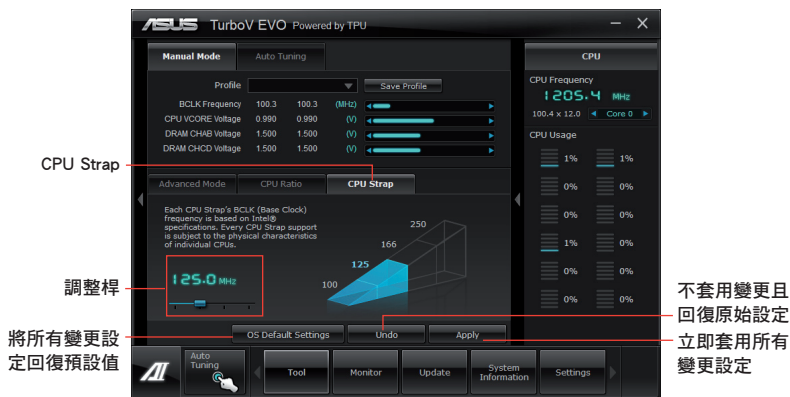 ASUS TurboV EVO Powered by TPU
Manual Mode Auto Tuning
Profile Save Profile
BCLK Frequency 100.3 100.3 (MHz)
CPU VCORE Voltage 0.990 0.990 (V)
DRAM CHAB Voltage 1.500 1.500 (V)
DRAM CHCD Voltage 1.500 1.500 (V)
CPU
CPU Frequency
1205.4 MHz
100.4 x 12.0 Core 0
CPU Usage
1% 1%
0% 0%
0% 0%
1% 0%
0% 0%
0% 0%
CPU Strap
Advanced Mode CPU Ratio CPU Strap
Each CPU Strap's BCLK (Base Clock)
frequency is based on Intel®
specifications. Every CPU Strap support
is subject to the physical characteristics
of individual CPUs.
250
166
125
100
調整桿
125.0 MHz
將所有變更設
定回復預設值
OS Default Settings Undo Apply
不套用變更且
回復原始設定
立即套用所有
變更設定
AI
Auto
Tuning
Tool
Monitor
Update
System
Information
Settings